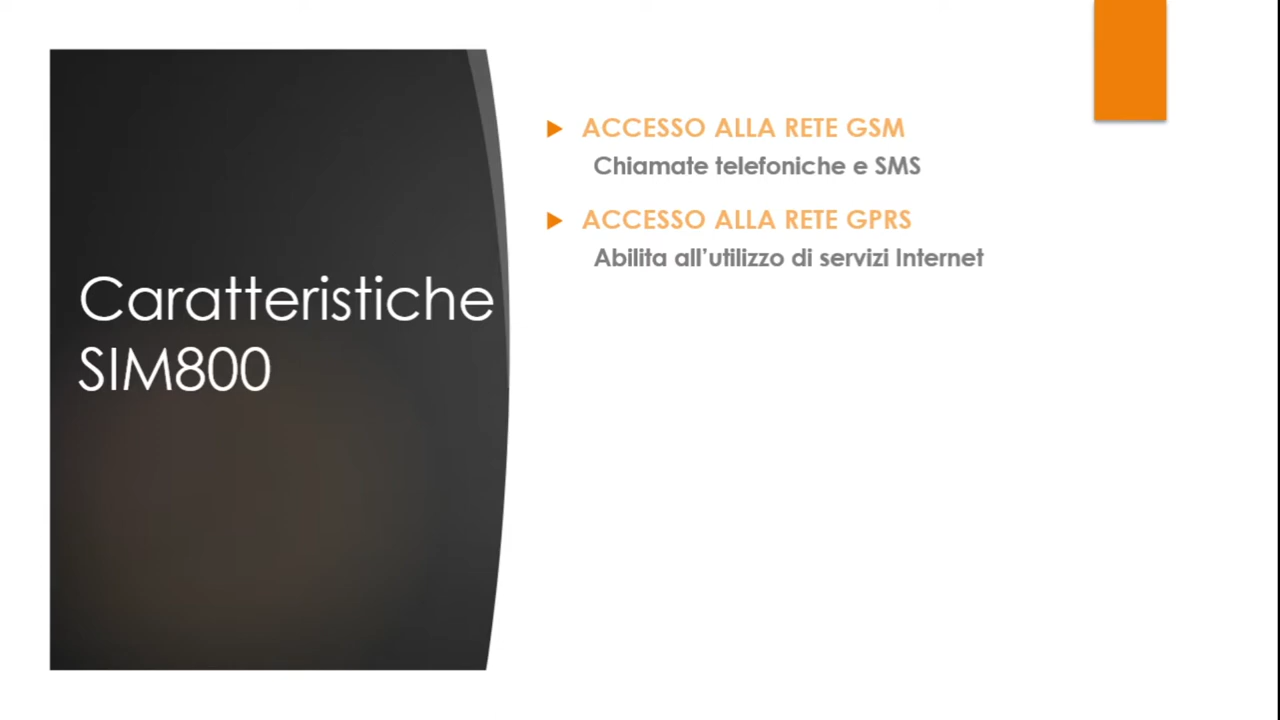 Caratteristiche
SIM800
ACCESSO ALLA RETE GSM
Chiamate telefoniche e SMS
ACCESSO ALLA RETE GPRS
Abilita all’utilizzo di servizi Internet